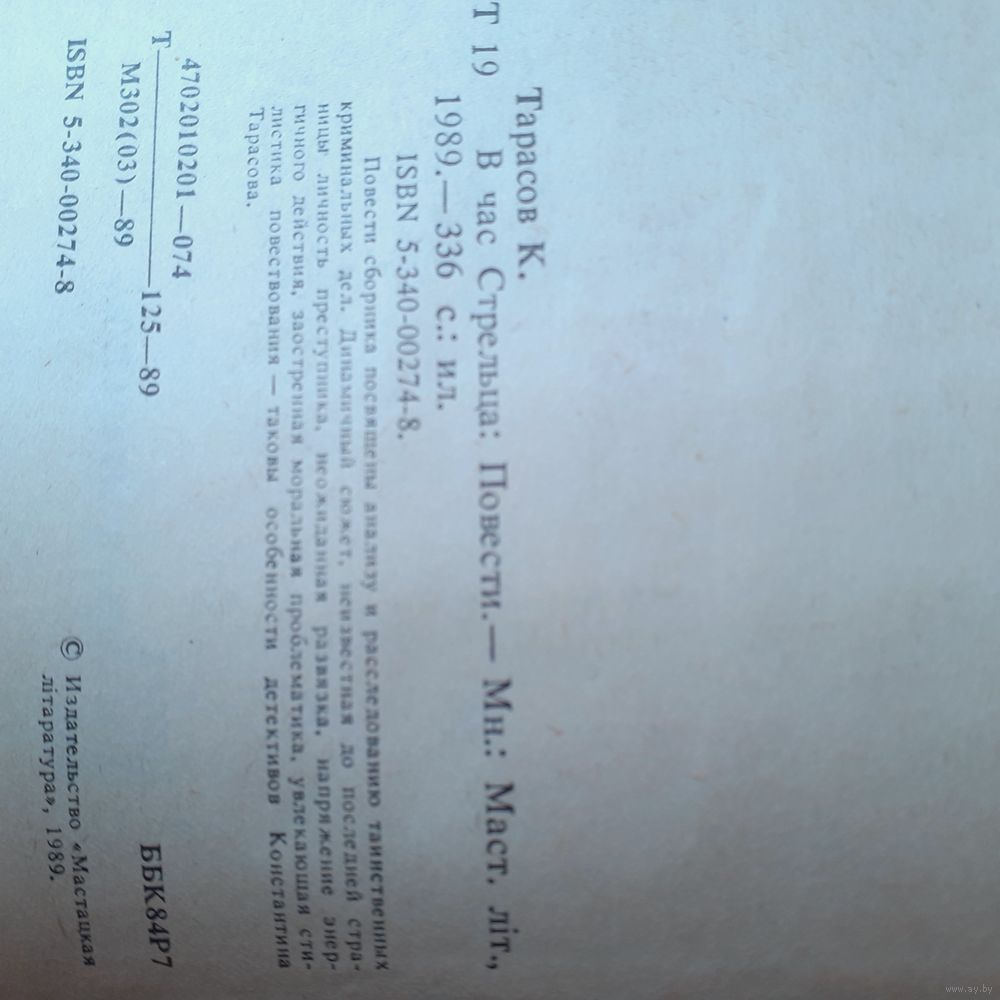 Тарасов К.
Т 19 В час Стрельца: Повести.— Мн.: Маст. літ.,
1989.— 336 с.: ил.
ISBN 5-340-00274-8.
Повести сборника посвящены анализу и расследованию таинственных
криминальных дел. Динамичный сюжет, неизвестная до последней стра-
ницы личность преступника, неожиданная развязка, напряжение энер-
гичного действия, заостренная моральная проблематика, увлекающая сти-
листика повествования — таковы особенности детективов Константина
Тарасова.
4702010201—074
Т———125—89
М302(03)—89
ББК84Р7
ISBN 5-340-00274-8
© Издательство «Мастацкая
літаратура», 1989.
www.ay.by